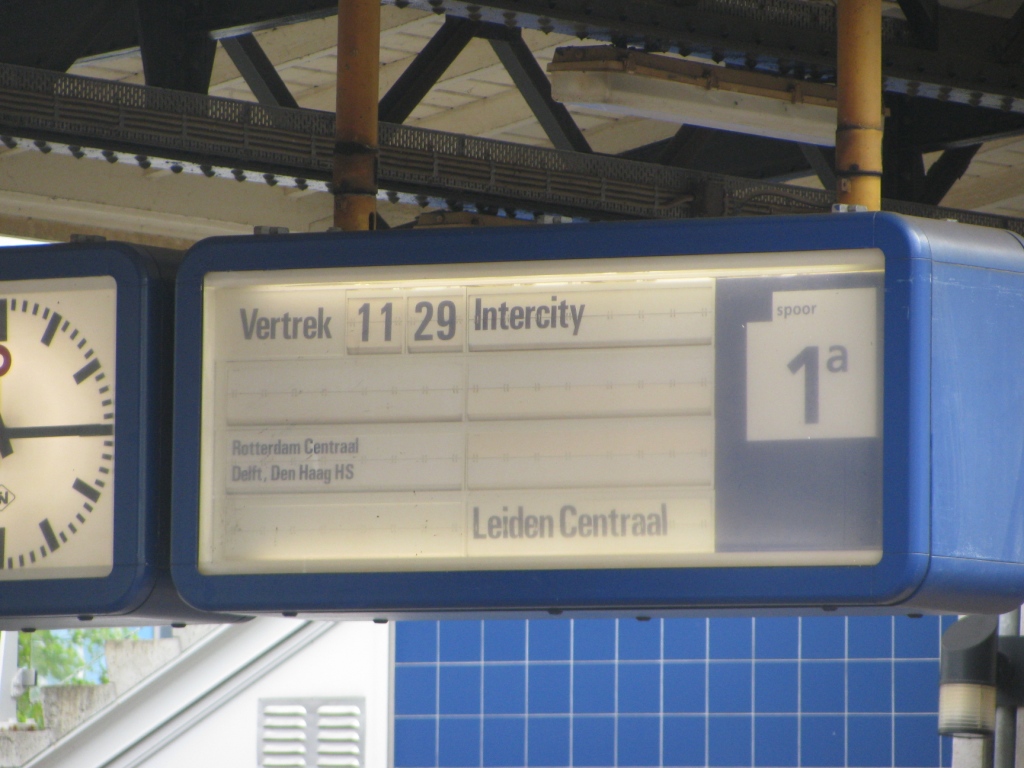 Vertrek 11 29 Intercity
spoor
1a
Rotterdam Centraal
Delft, Den Haag HS
Leiden Centraal